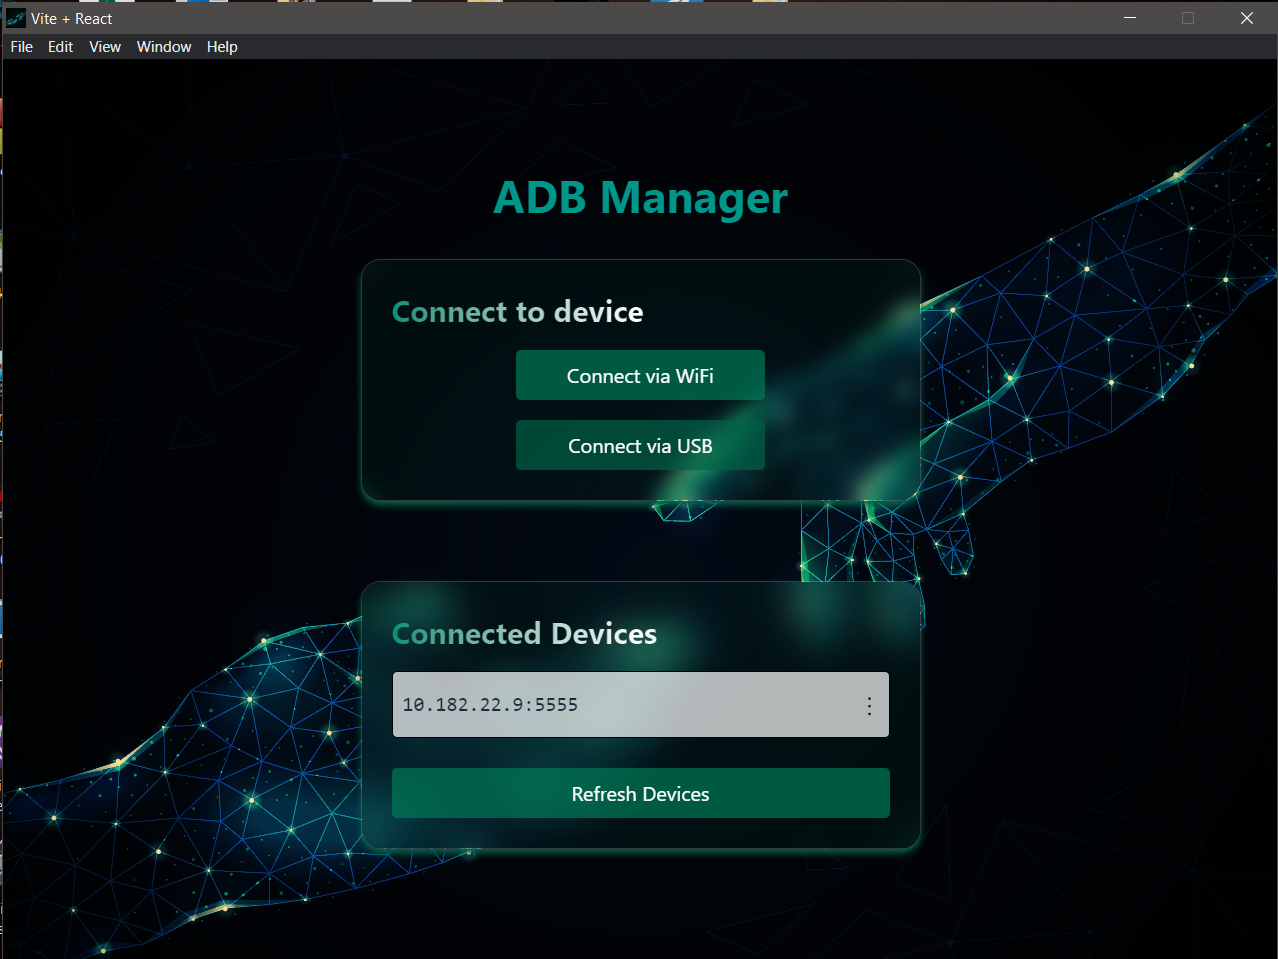 Vite + React
File Edit View Window Help
ADB Manager
Connect to device
Connect via WiFi
Connect via USB
Connected Devices
10.182.22.9:5555
Refresh Devices